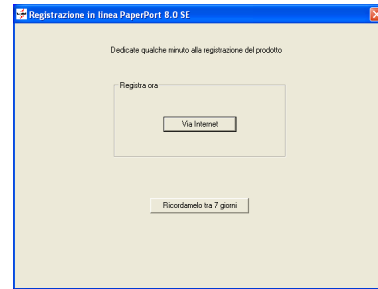 Registrazione in linea PaperPort 8.0 SE
Dedicate qualche minuto alla registrazione del prodotto
Registra ora
Via Internet
Ricordamelo tra 7 giorni